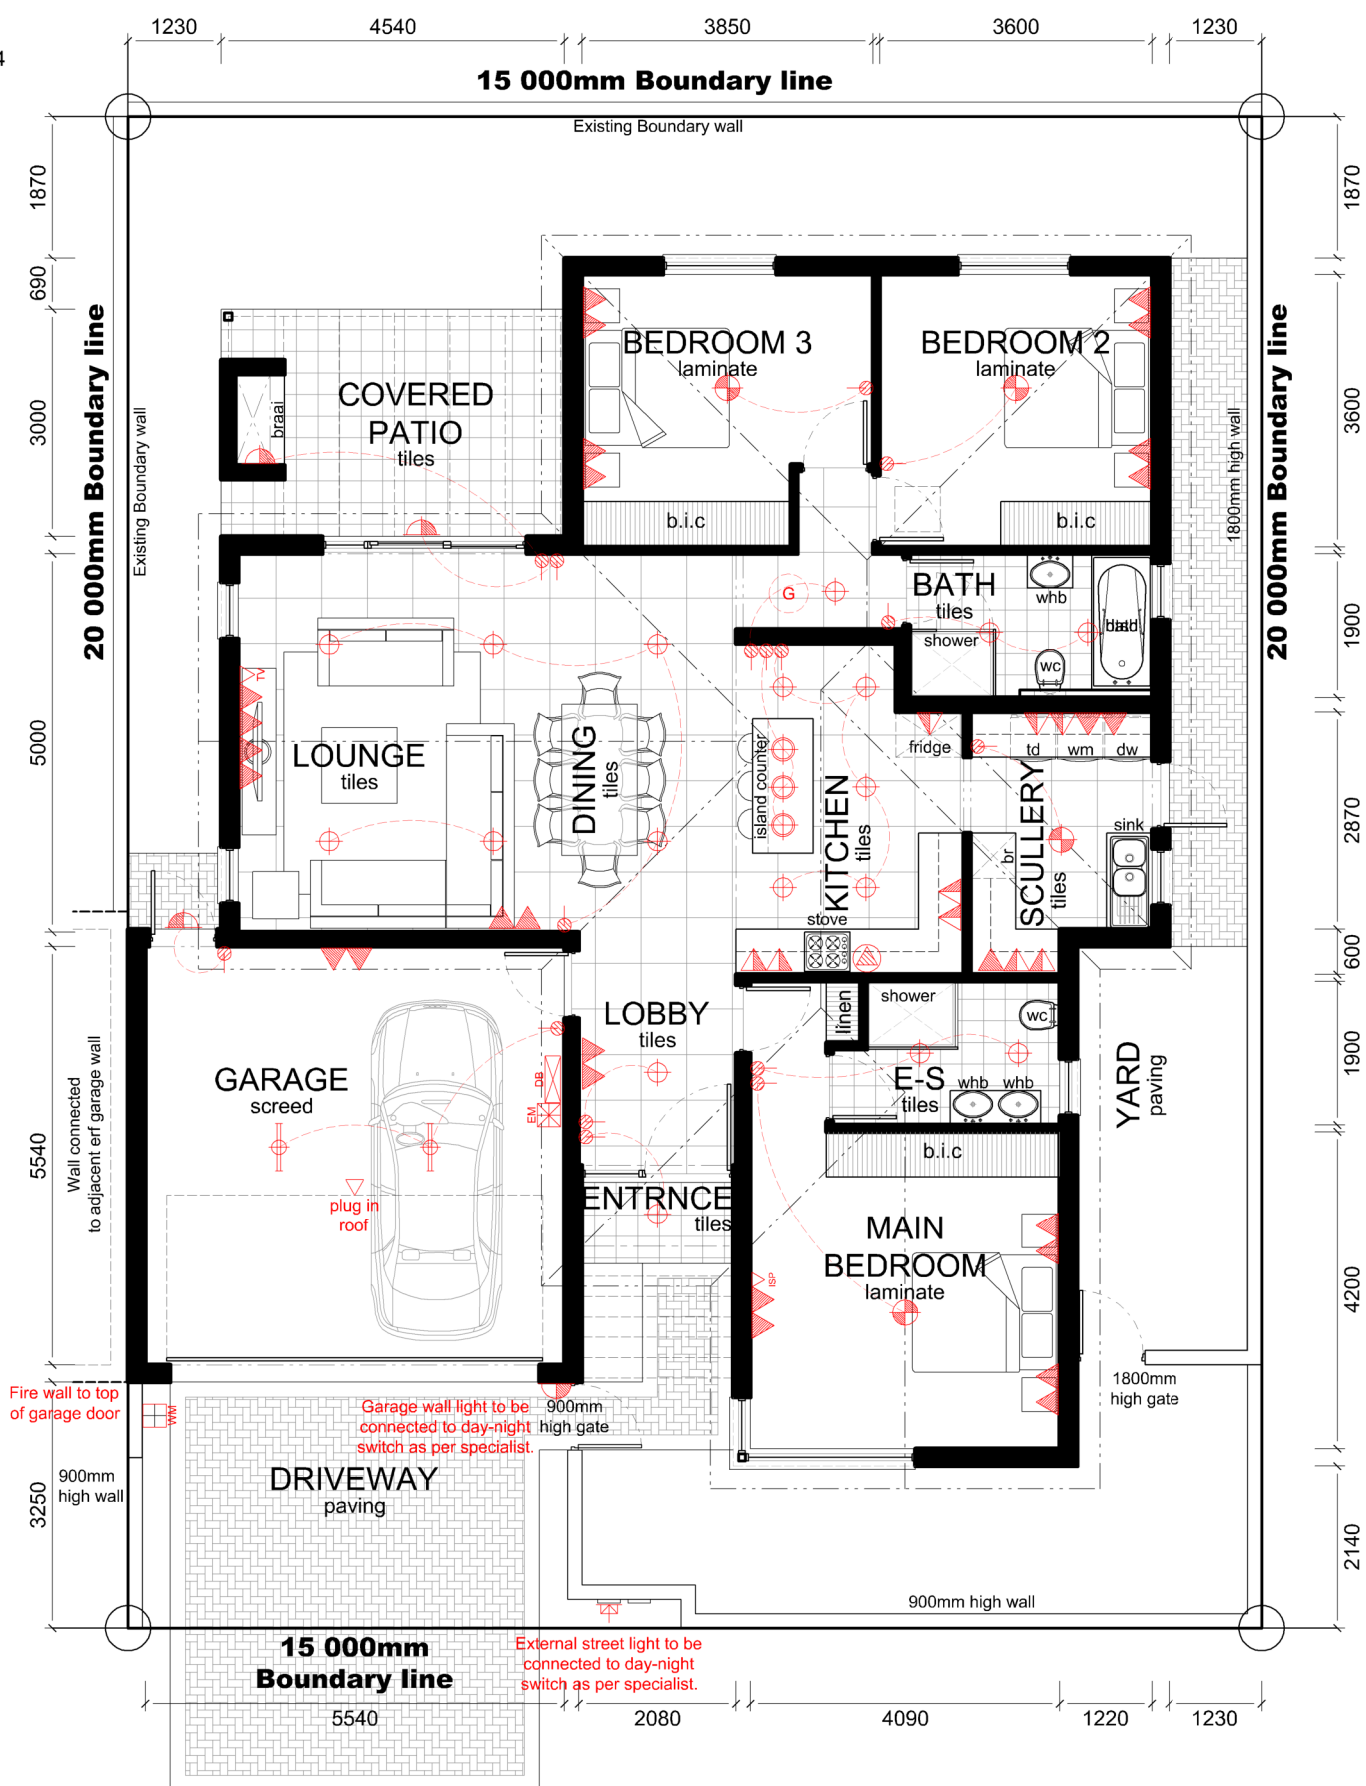 1230
4540
3850
3600
1230
4
15 000mm Boundary line
Existing Boundary wall
1870
690
3000
5000
5540
3250
20 000mm Boundary line
Existing Boundary wall
1870
3600
1900
2870
600
1900
4200
2140
20 000mm Boundary line
1800mm high wall
BEDROOM 3
laminate
BEDROOM 2
laminate
COVERED
PATIO
tiles
braai
b.i.c
b.i.c
BATH
tiles
whb
shower
wc
G
TV
LOUNGE
tiles
DINING
tiles
island counter
KITCHEN
tiles
fridge
td
wm
dw
SCULLERY
tiles
br
sink
stove
LOBBY
tiles
linen
shower
wc
E-S
tiles
whb
whb
YARD
paving
b.i.c
GARAGE
screed
DB
EM
plug in
roof
Wall connected
to adjacent erf garage wall
ENTRNCE
tiles
MAIN
BEDROOM
laminate
ISP
1800mm
high gate
Fire wall to top
of garage door
WM
Garage wall light to be
connected to day-night
switch as per specialist.
900mm
high gate
900mm
high wall
DRIVEWAY
paving
900mm high wall
15 000mm
Boundary line
External street light to be
connected to day-night
switch as per specialist.
5540
2080
4090
1220
1230